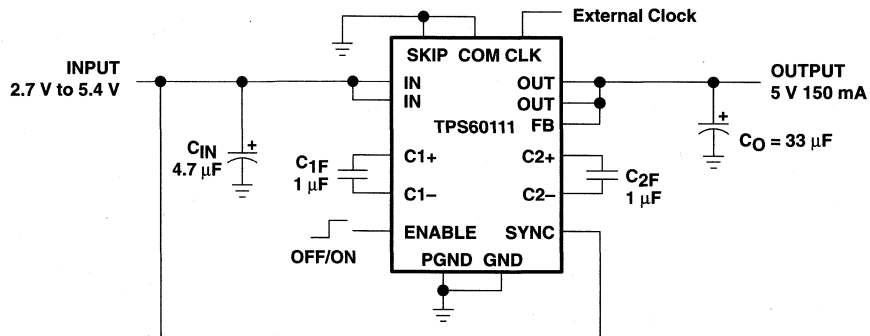 External Clock
SKIP COM CLK
INPUT
2.7 V to 5.4 V
IN
IN
OUT
OUT
FB
TPS60111
OUTPUT
5 V 150 mA
CIN
4.7 μF
+
C1F
1 μF
C1+
C1–
C2+
C2–
C2F
1 μF
+
CO = 33 μF
OFF/ON
ENABLE
SYNC
PGND GND